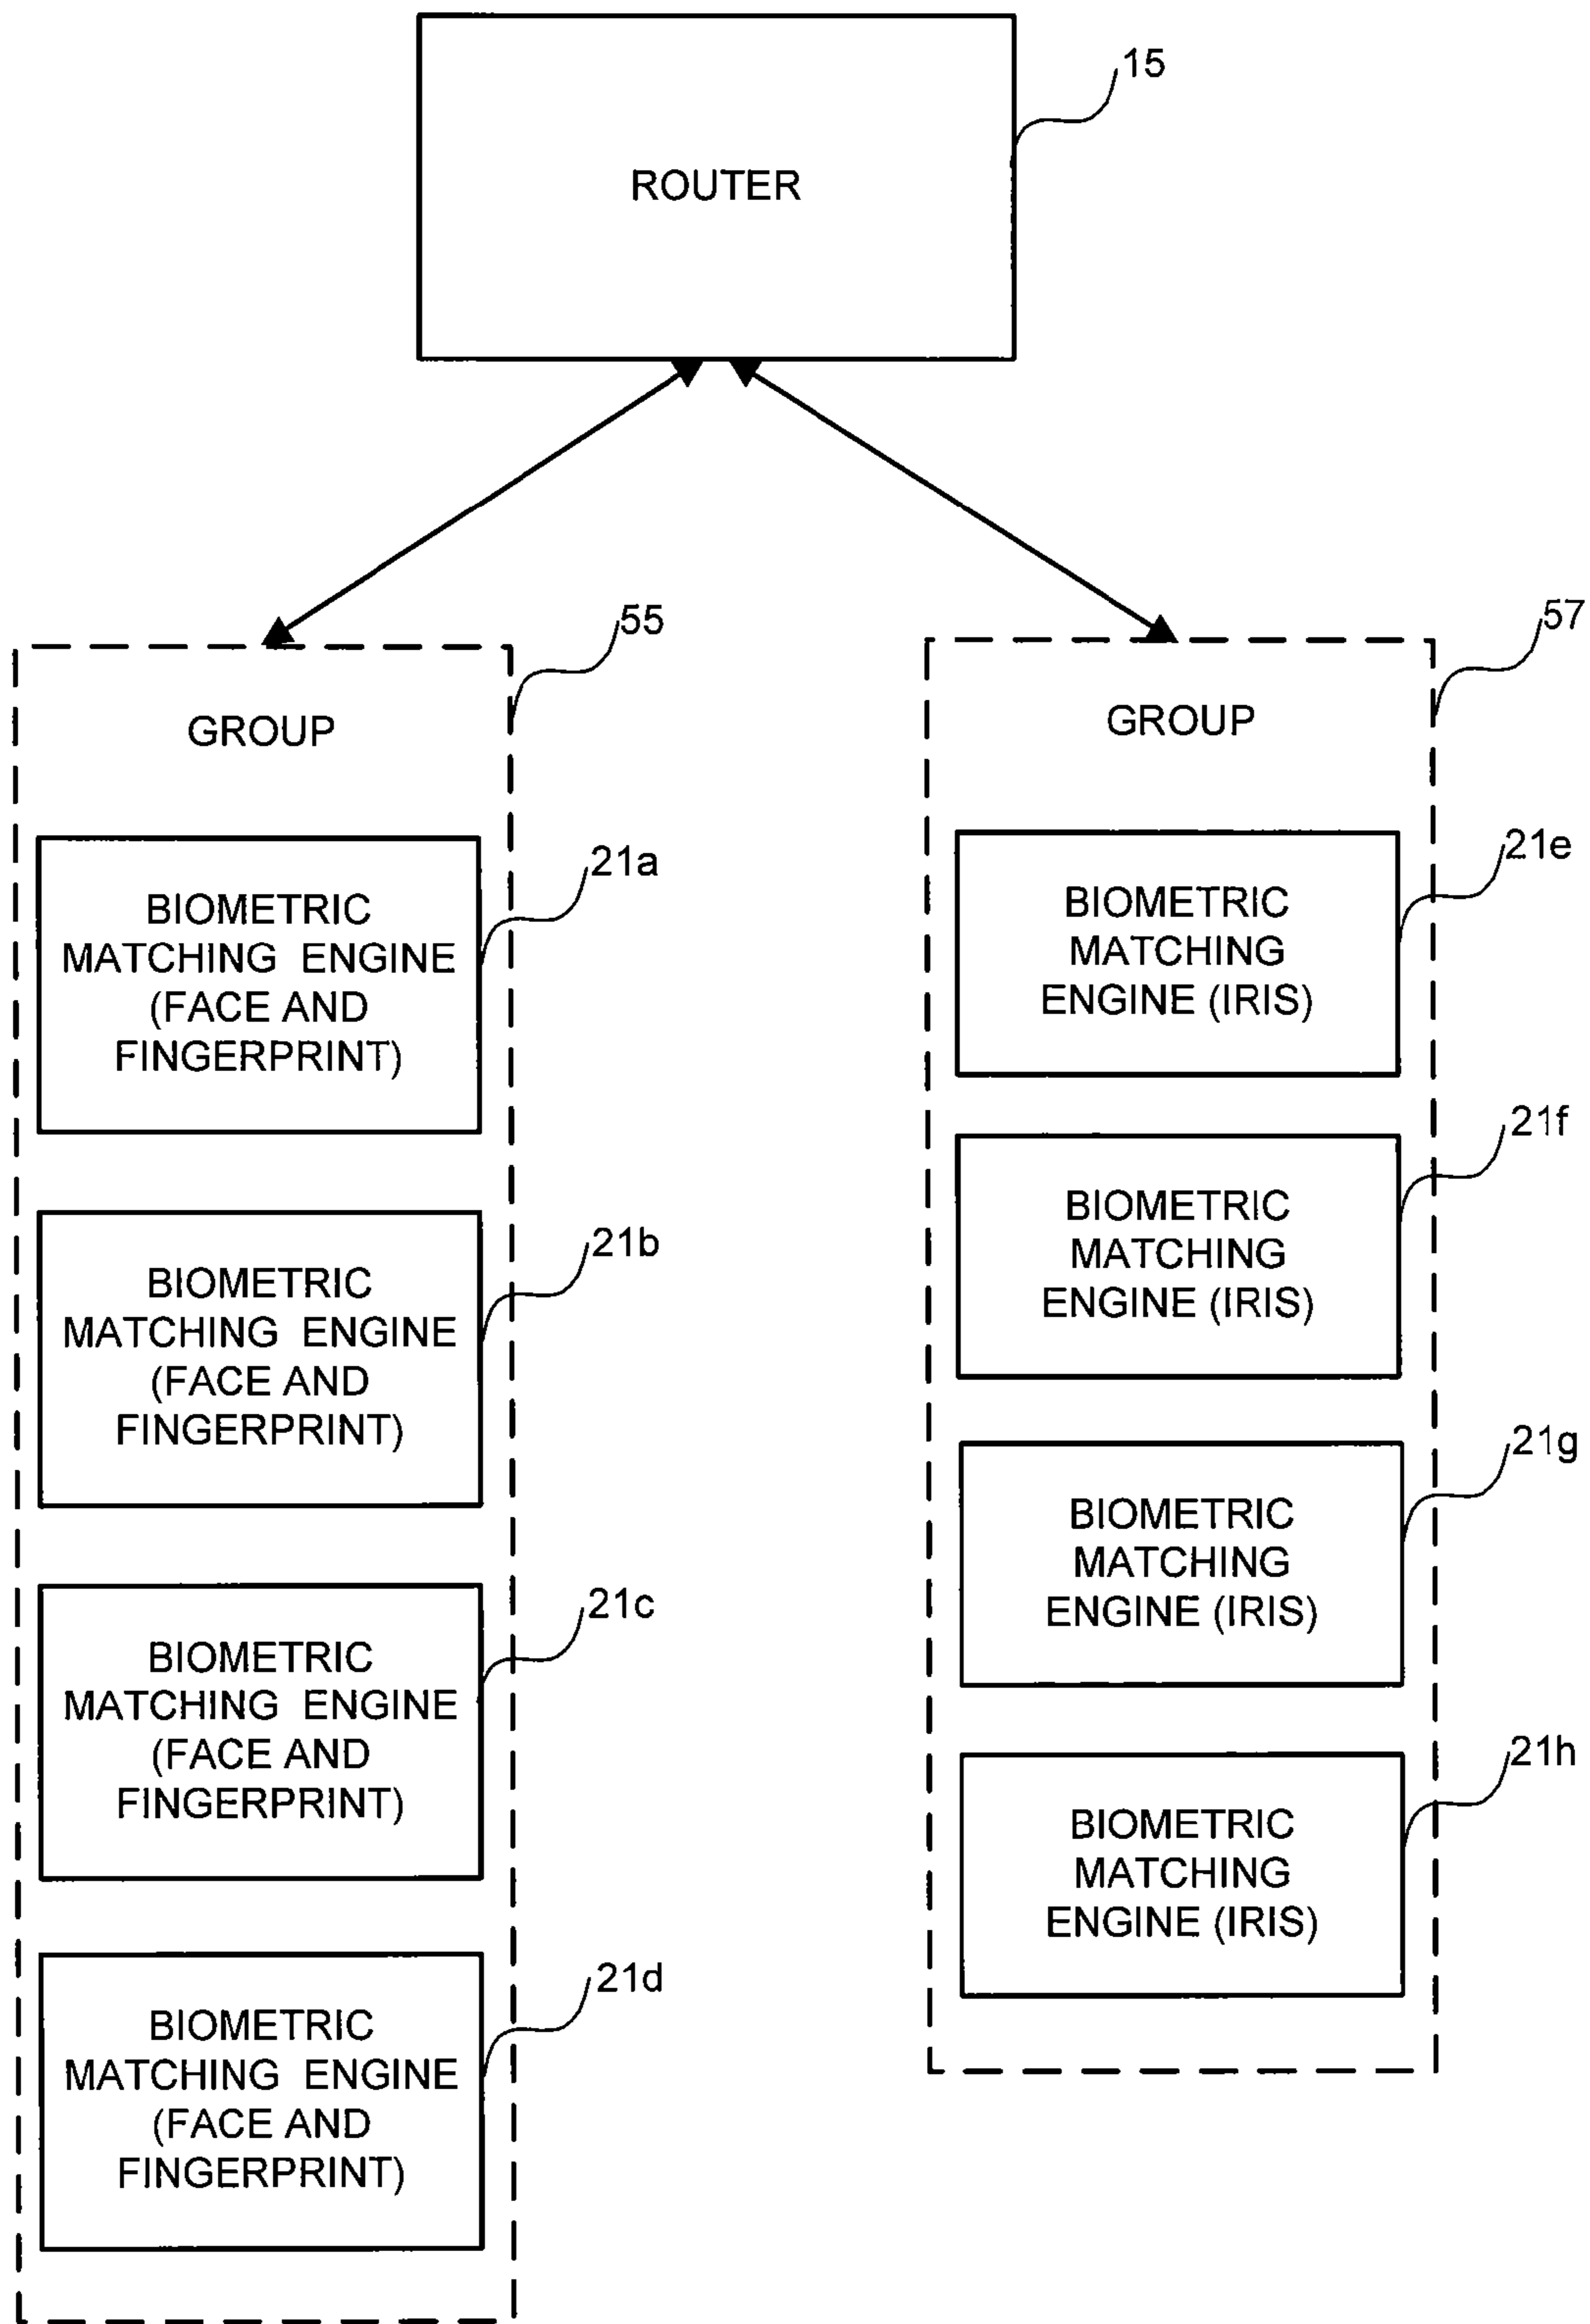 15
ROUTER
55
GROUP
21a
BIOMETRIC
MATCHING ENGINE
(FACE AND
FINGERPRINT)
21b
BIOMETRIC
MATCHING ENGINE
(FACE AND
FINGERPRINT)
21c
BIOMETRIC
MATCHING ENGINE
(FACE AND
FINGERPRINT)
21d
BIOMETRIC
MATCHING ENGINE
(FACE AND
FINGERPRINT)
57
GROUP
21e
BIOMETRIC
MATCHING
ENGINE (IRIS)
21f
BIOMETRIC
MATCHING
ENGINE (IRIS)
21g
BIOMETRIC
MATCHING
ENGINE (IRIS)
21h
BIOMETRIC
MATCHING
ENGINE (IRIS)